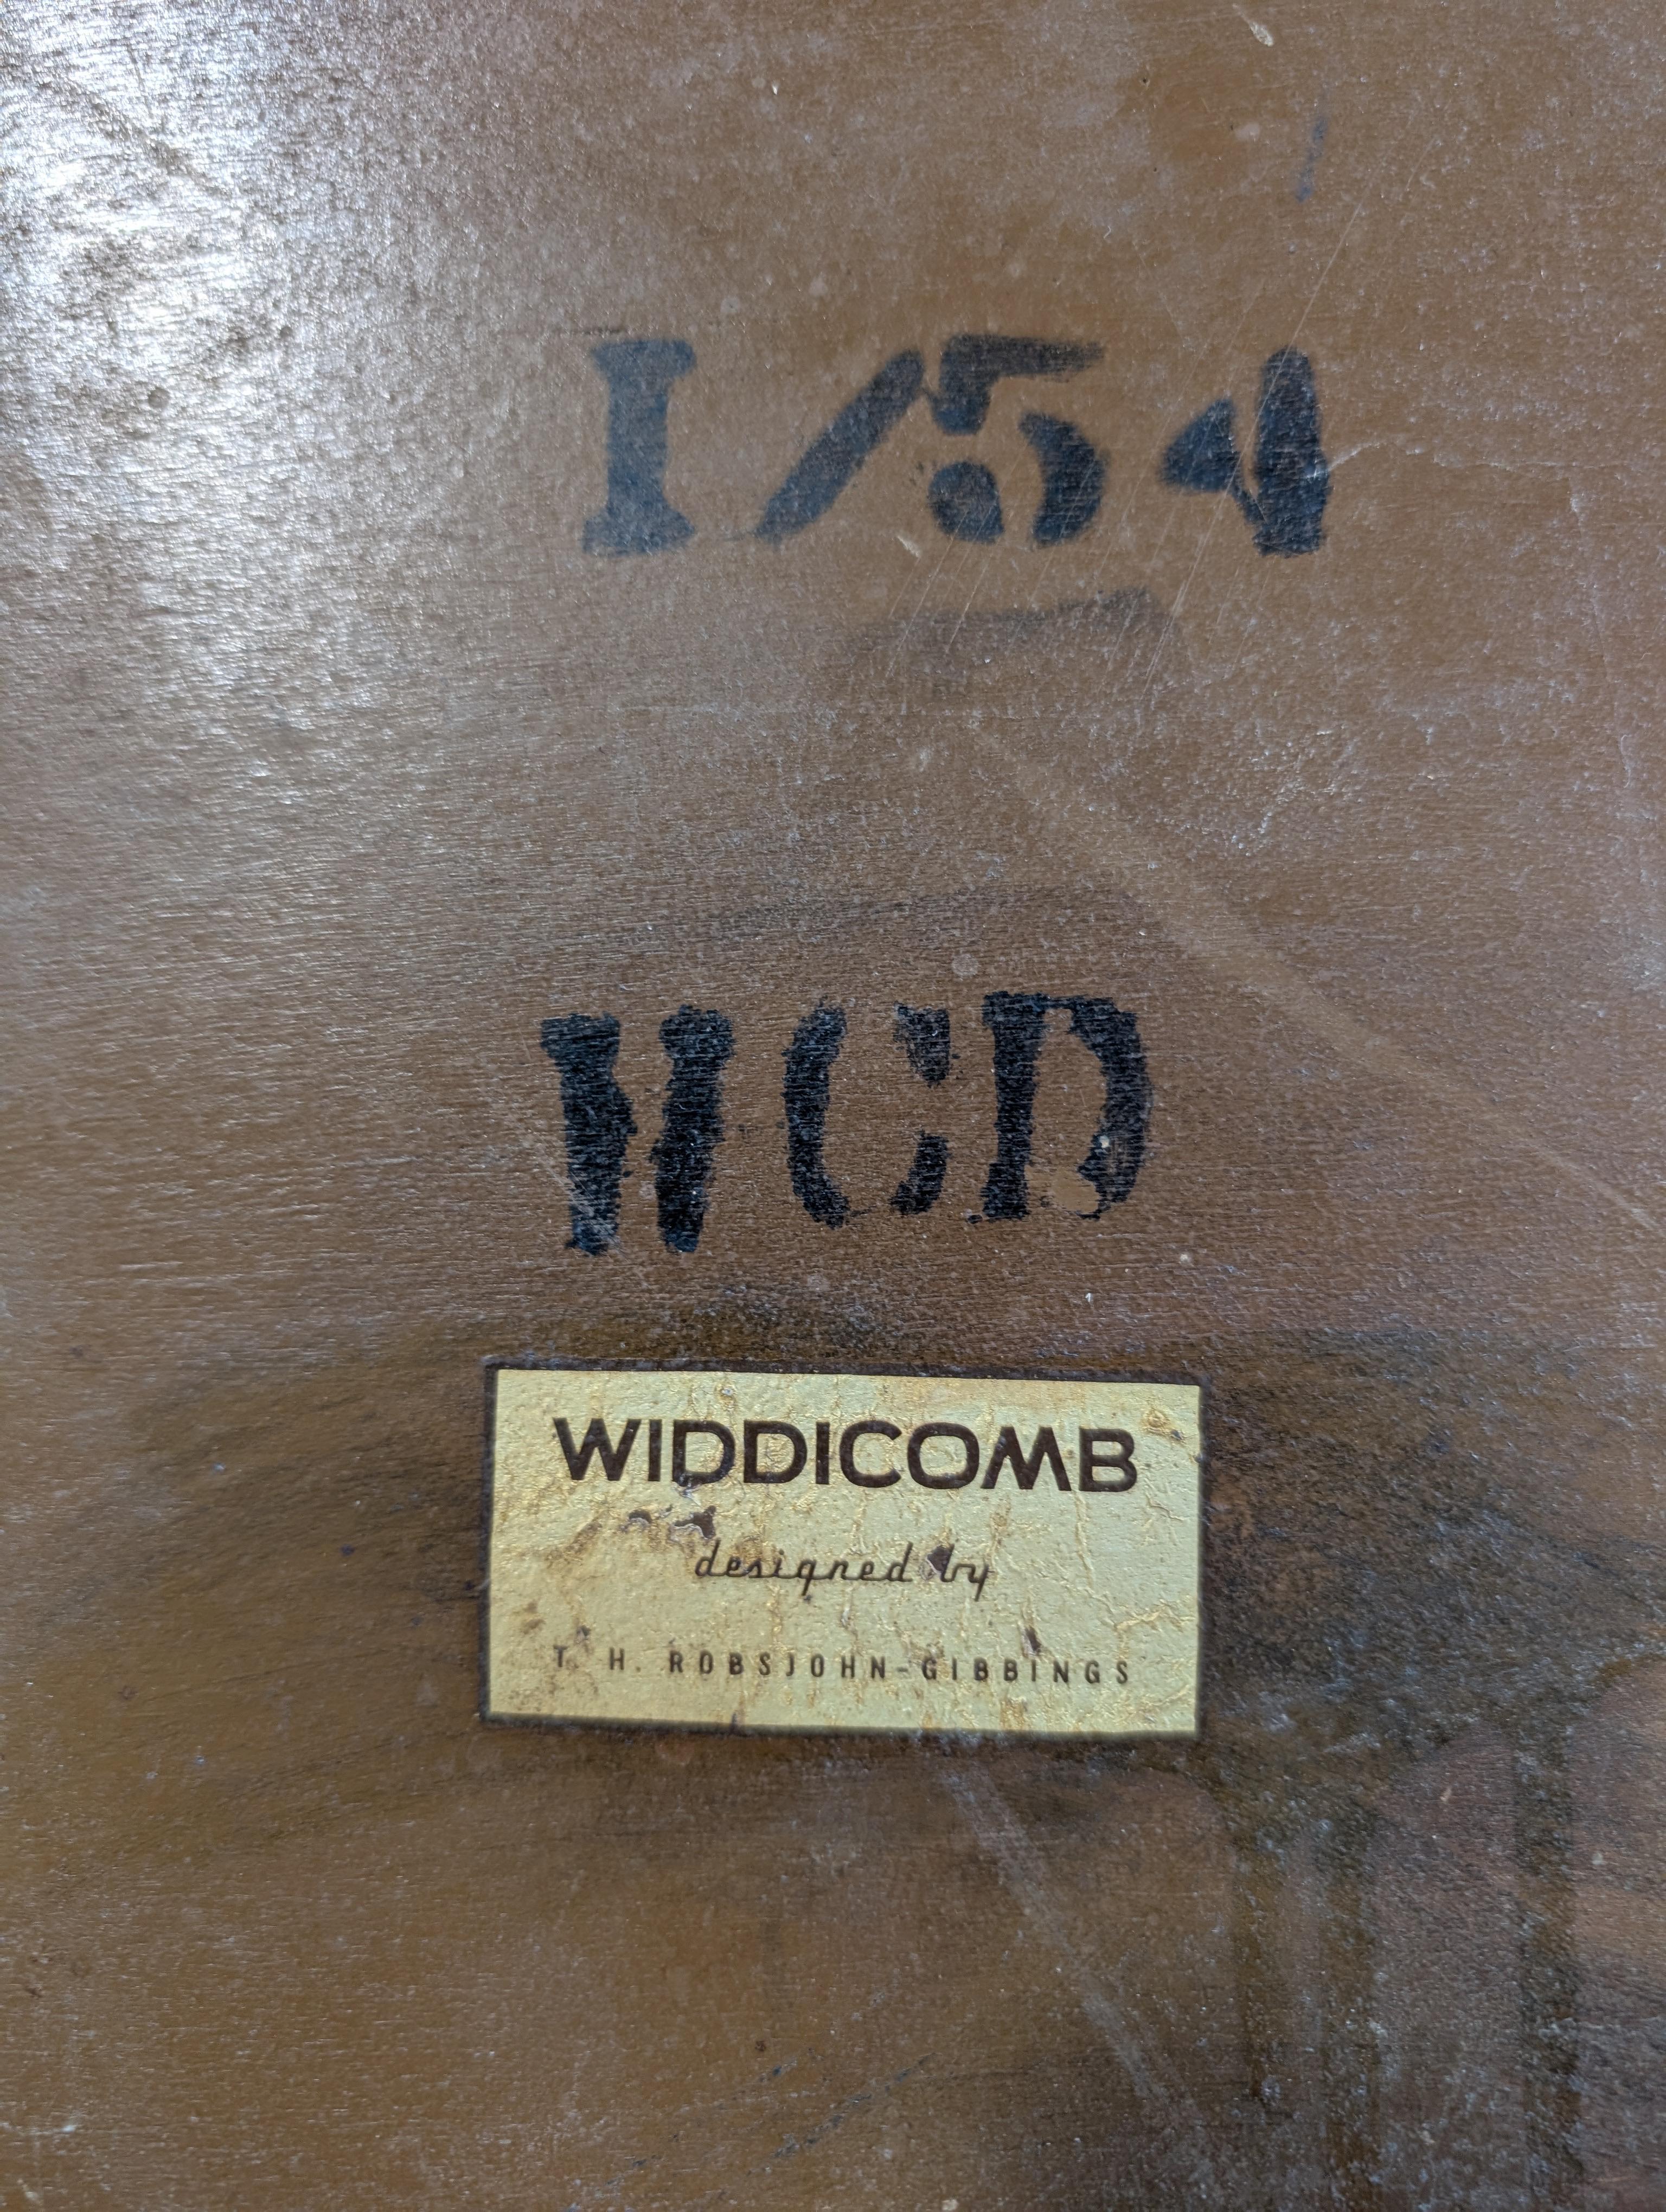 1/54
WCD
WIDDICOMB
designed by
T. H. ROBSJOHN-GIBBINGS